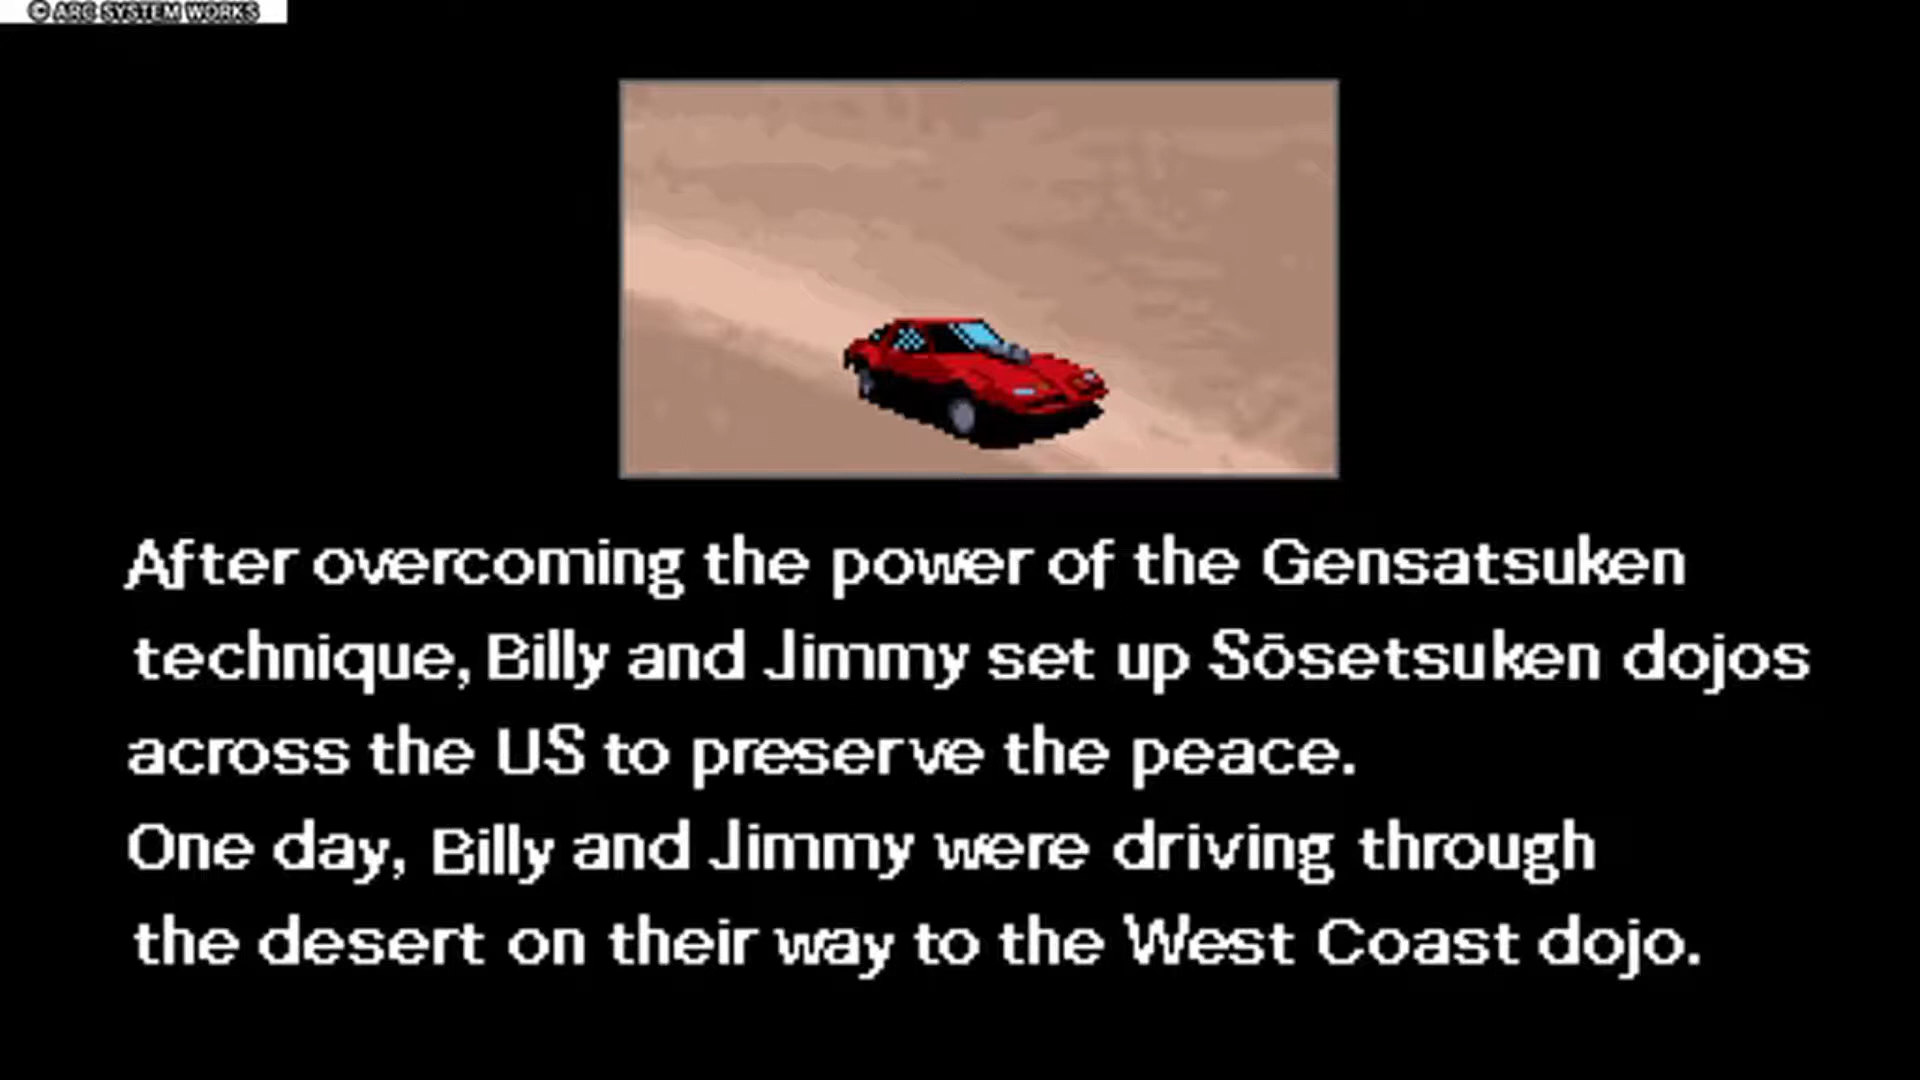 © ARC SYSTEM WORKS
After overcoming the power of the Gensatsuken
technique, Billy and Jimmy set up Sōsetsuken dojos
across the US to preserve the peace.
One day, Billy and Jimmy were driving through
the desert on their way to the West Coast dojo.